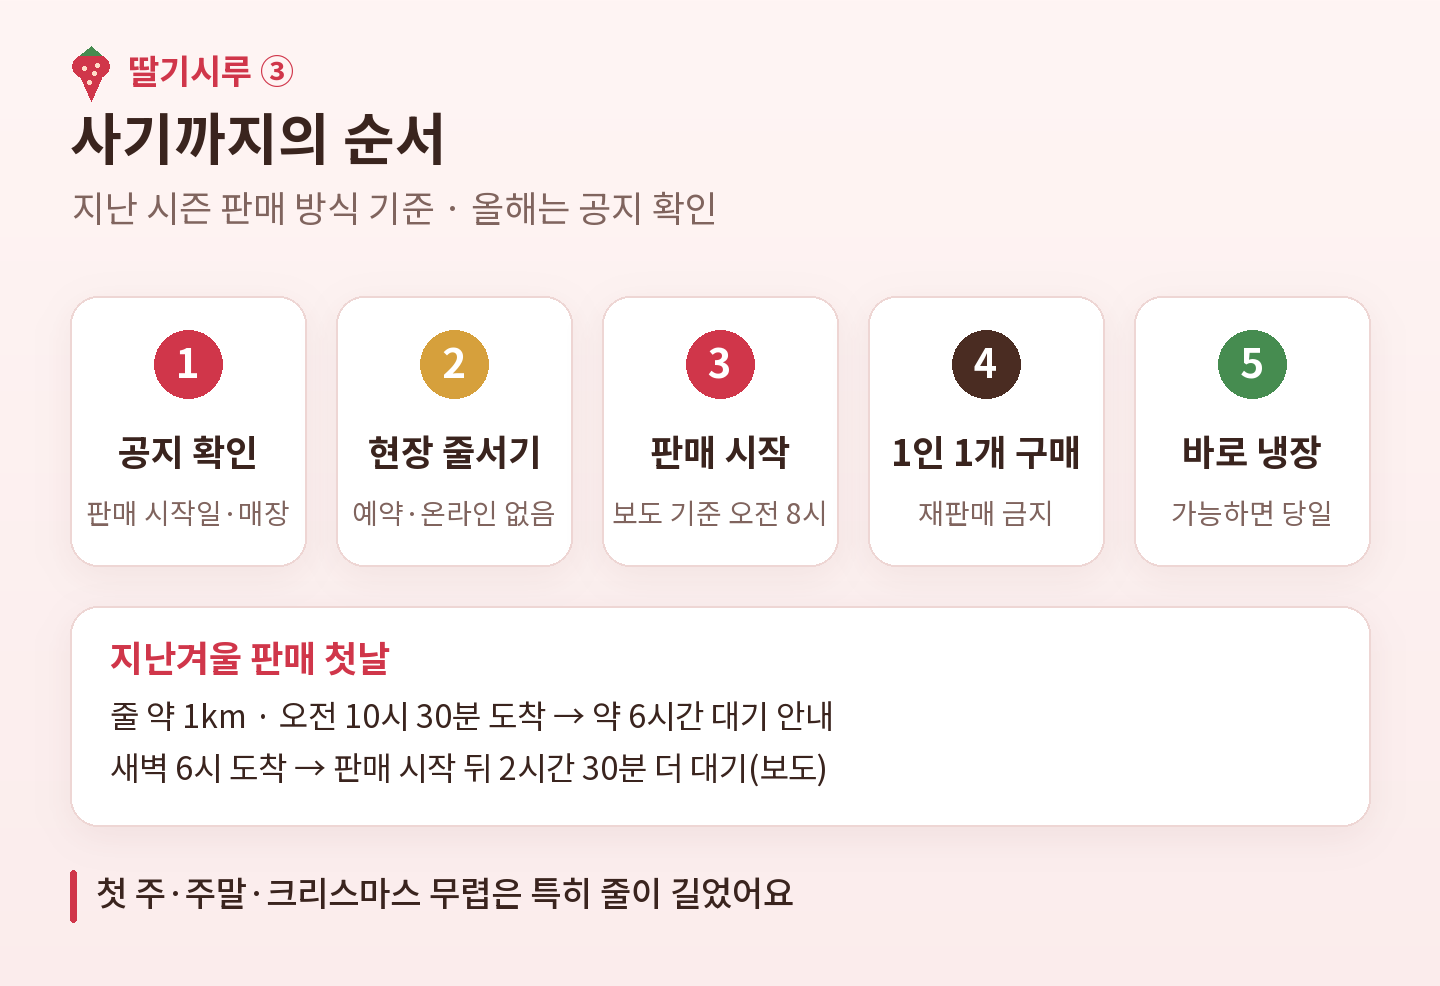 딸기시루 ③
사기까지의 순서
지난 시즌 판매 방식 기준 · 올해는 공지 확인
1
공지 확인
판매 시작일·매장
2
현장 줄서기
예약·온라인 없음
3
판매 시작
보도 기준 오전 8시
4
1인 1개 구매
재판매 금지
5
바로 냉장
가능하면 당일
지난겨울 판매 첫날
줄 약 1km · 오전 10시 30분 도착 → 약 6시간 대기 안내
새벽 6시 도착 → 판매 시작 뒤 2시간 30분 더 대기(보도)
첫 주·주말·크리스마스 무렵은 특히 줄이 길었어요